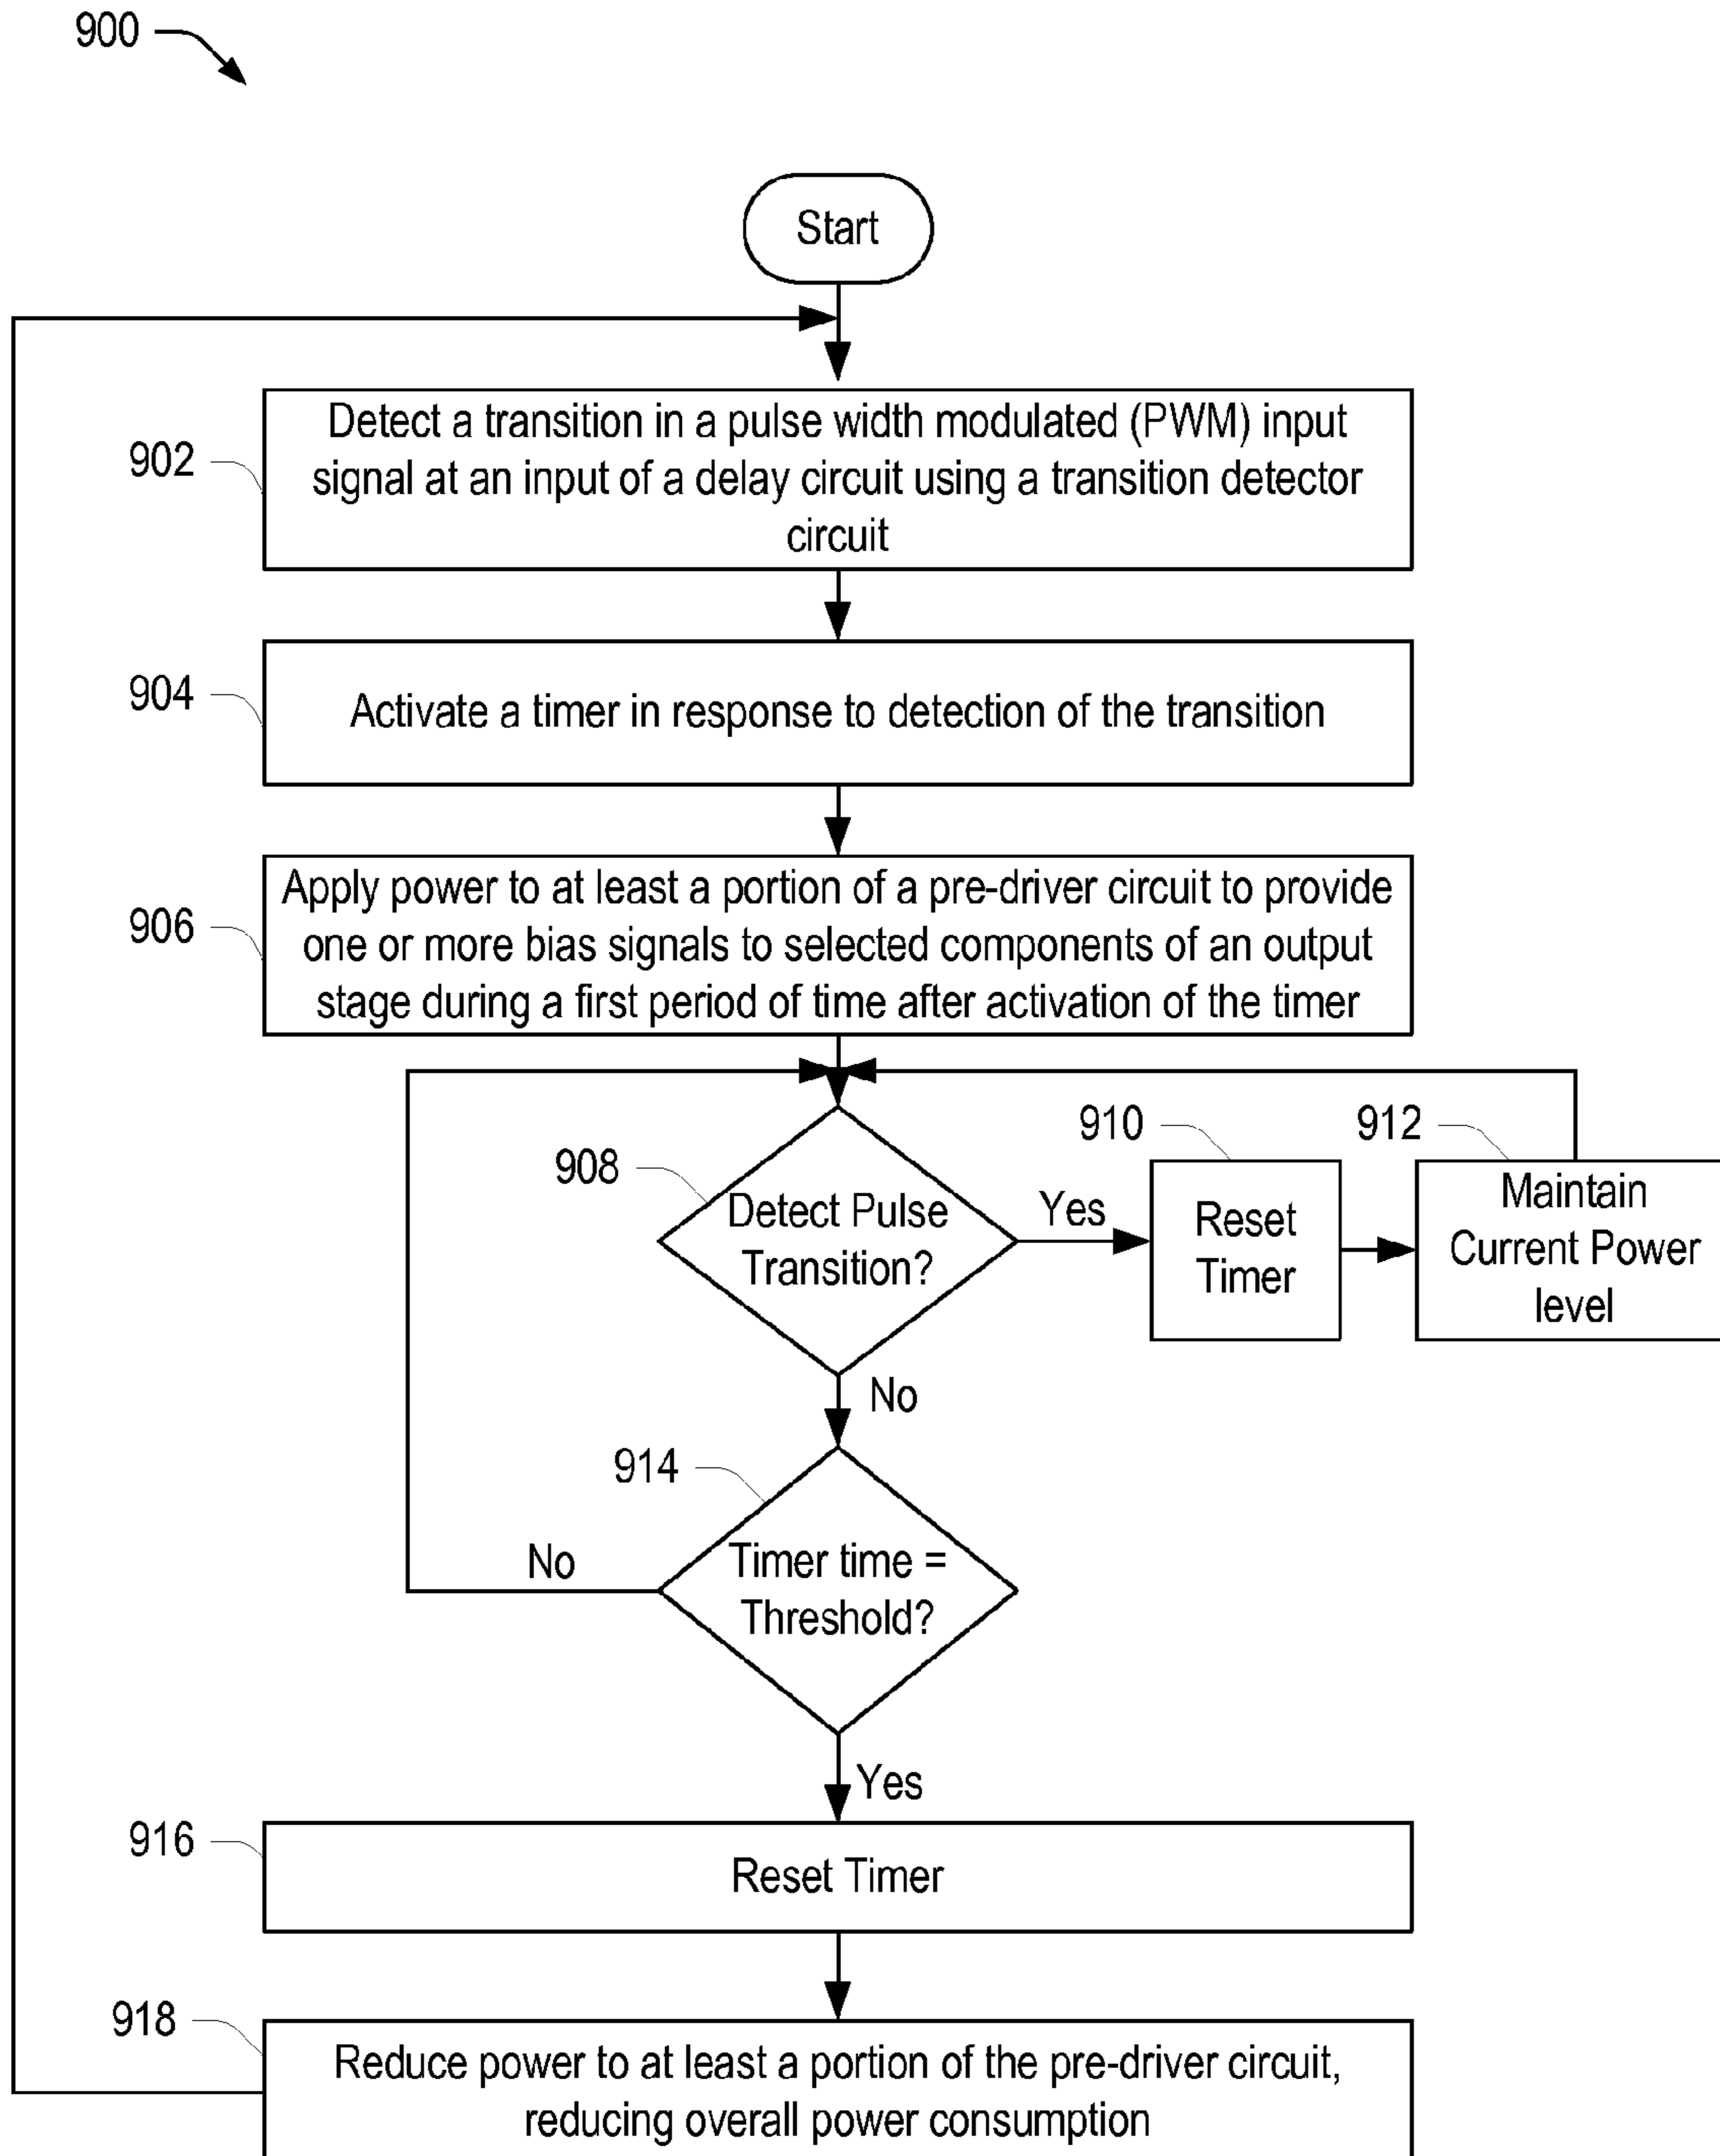 900
Start
902
Detect a transition in a pulse width modulated (PWM) input
signal at an input of a delay circuit using a transition detector
circuit
904
Activate a timer in response to detection of the transition
906
Apply power to at least a portion of a pre-driver circuit to provide
one or more bias signals to selected components of an output
stage during a first period of time after activation of the timer
908
Detect Pulse
Transition?
Yes
910
Reset
Timer
912
Maintain
Current Power
level
No
914
Timer time =
Threshold?
No
Yes
916
Reset Timer
918
Reduce power to at least a portion of the pre-driver circuit,
reducing overall power consumption